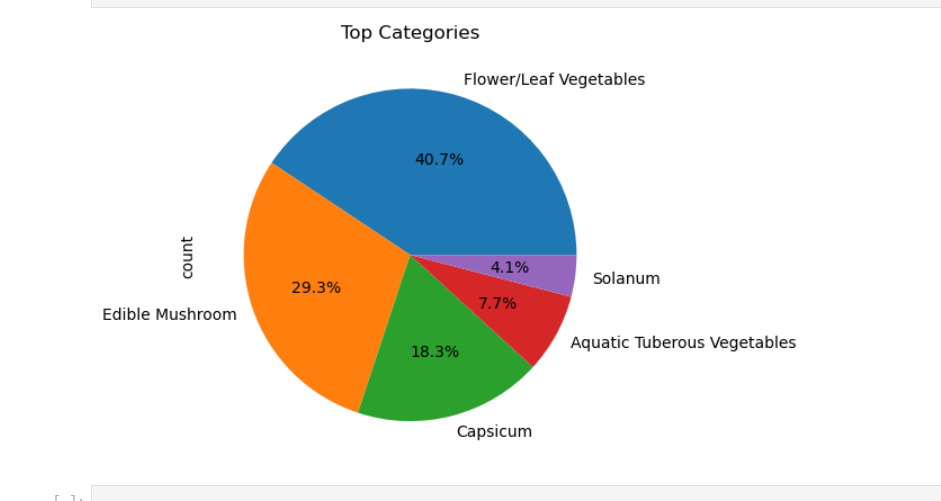 Top Categories
Flower/Leaf Vegetables
40.7%
count
4.1%
Solanum
29.3%
7.7%
Edible Mushroom
Aquatic Tuberous Vegetables
18.3%
Capsicum
[ ]: